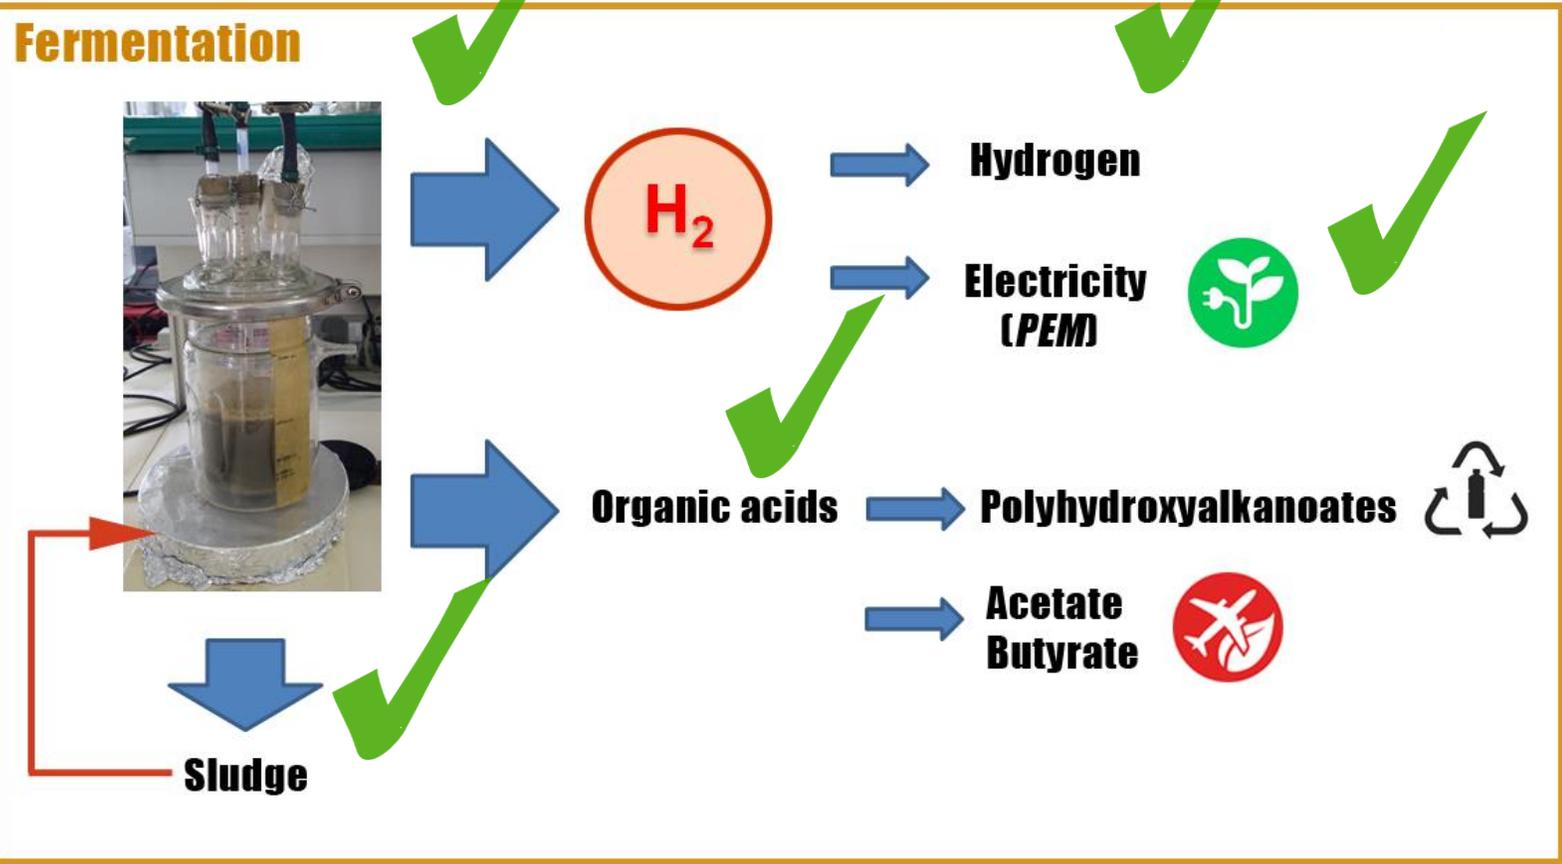 Fermentation
H2
Hydrogen
Electricity
(PEM)
Organic acids
Polyhydroxyalkanoates
Acetate
Butyrate
Sludge